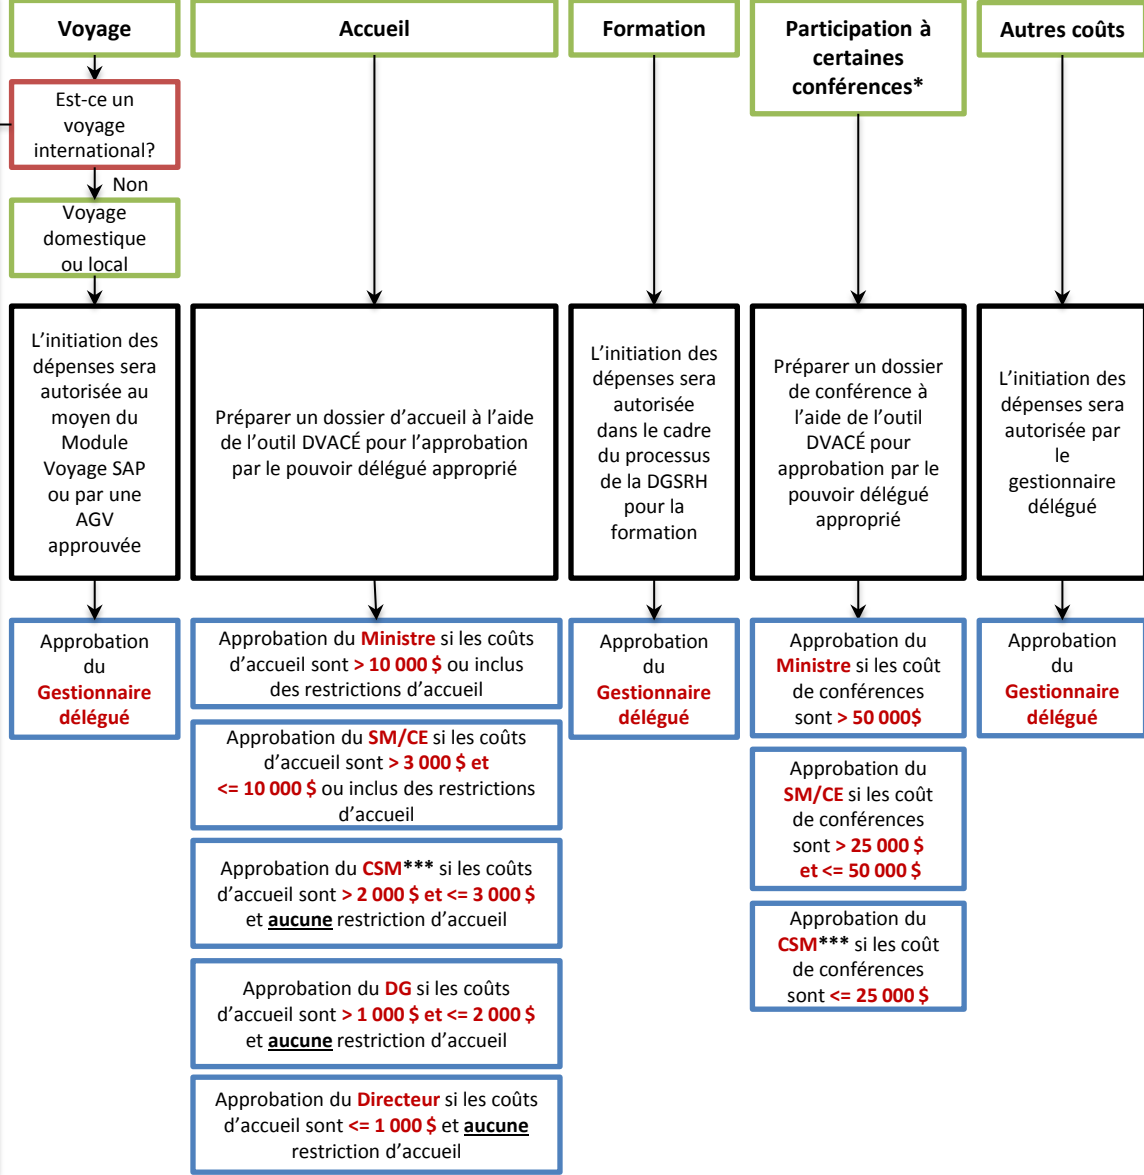 Voyage
Est-ce un
voyage
international?
Non
Voyage
domestique
ou local
L’initiation des
dépenses sera
autorisée au
moyen du
Module
Voyage SAP
ou par une
AGV
approuvée
Approbation
du
Gestionnaire
délégué
Accueil
Préparer un dossier d’accueil à l’aide
de l’outil DVACÉ pour l’approbation
par le pouvoir délégué approprié
Approbation du Ministre si les coûts
d’accueil sont > 10 000 $ ou inclus
des restrictions d’accueil
Approbation du SM/CE si les coûts
d’accueil sont > 3 000 $ et
<= 10 000 $ ou inclus des restrictions
d’accueil
Approbation du CSM*** si les coûts
d’accueil sont > 2 000 $ et <= 3 000 $
et aucune restriction d’accueil
Approbation du DG si les coûts
d’accueil sont > 1 000 $ et <= 2 000 $
et aucune restriction d’accueil
Approbation du Directeur si les coûts
d’accueil sont <= 1 000 $ et aucune
restriction d’accueil
Formation
L’initiation des
dépenses sera
autorisée
dans le cadre
du processus
de la DGSRH
pour la
formation
Approbation
du
Gestionnaire
délégué
Participation à
certaines
conférences*
Préparer un dossier
de conférence à
l’aide de l’outil
DVACÉ pour
approbation par le
pouvoir délégué
approprié
Approbation du
Ministre si les coût
de conférences
sont > 50 000$
Approbation du
SM/CE si les coût
de conférences
sont > 25 000 $
et <= 50 000 $
Approbation du
CSM*** si les coût
de conférences
sont <= 25 000 $
Autres coûts
L’initiation des
dépenses sera
autorisée par
le
gestionnaire
délégué
Approbation
du
Gestionnaire
délégué